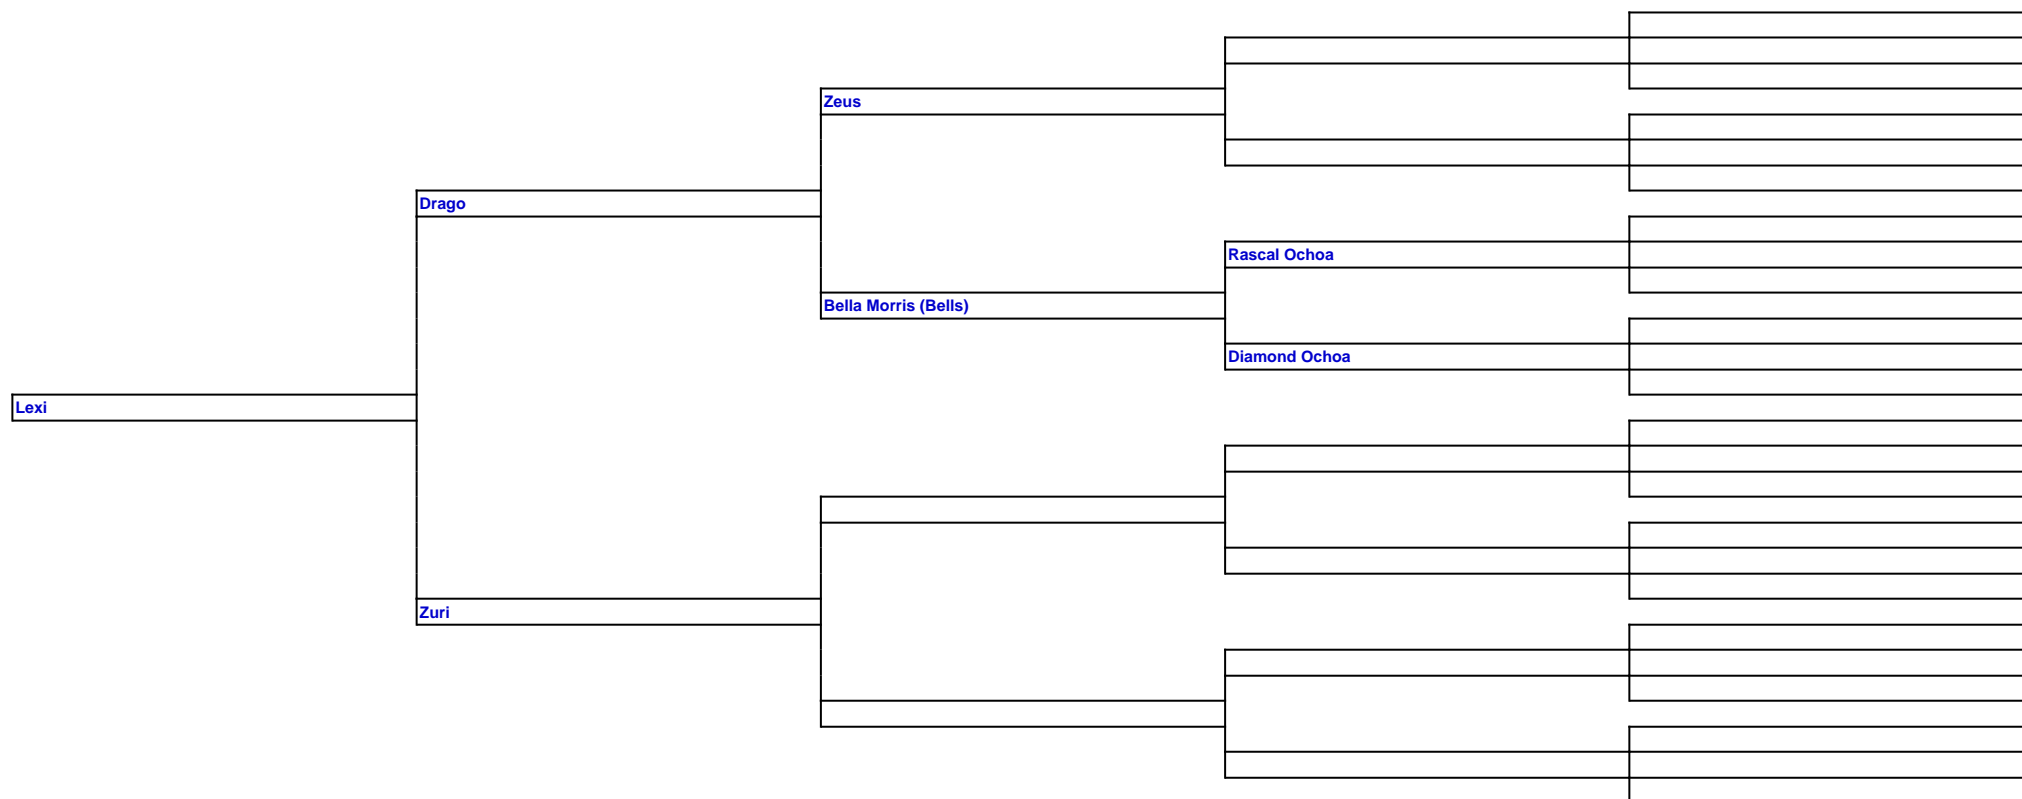 Zeus
Drago
Rascal Ochoa
Bella Morris (Bells)
Diamond Ochoa
Lexi
Zuri